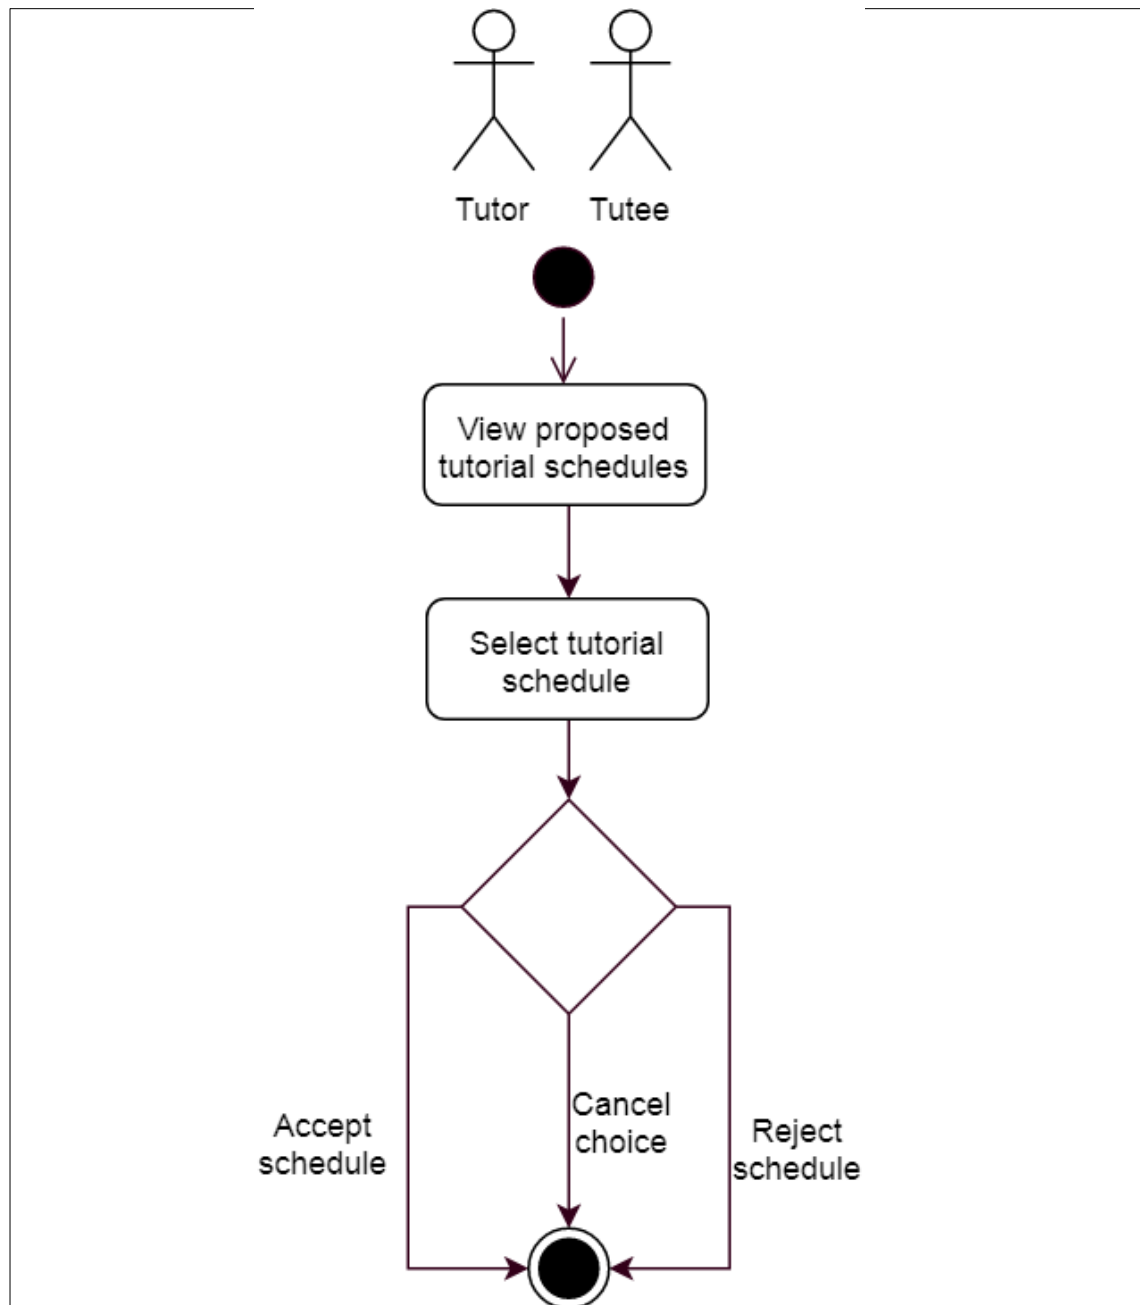 Tutor
Tutee
View proposed
tutorial schedules
Select tutorial
schedule
Accept
schedule
Cancel
choice
Reject
schedule